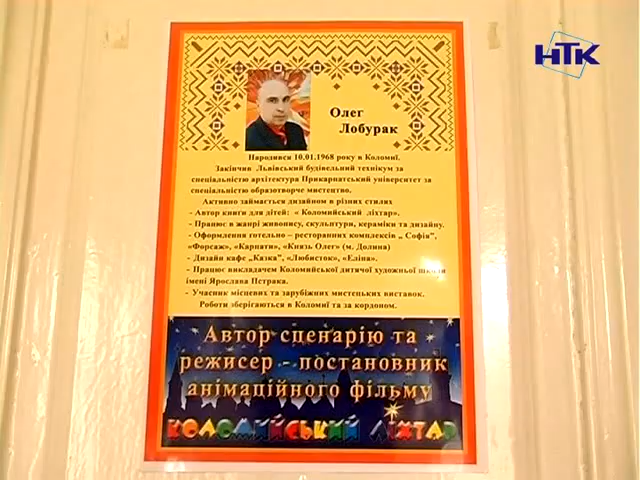 НТК
Олег
Лобурак
Народився 10.01.1968 року в Коломиї.
Закінчив Львівський будівельний технікум за
спеціальністю архітектура Прикарпатський університет за
спеціальністю образотворче мистецтво.
Активно займається дизайном в різних стилях
- Автор книги для дітей: « Коломийський ліхтар».
- Працює в жанрі живопису, скульптури, кераміки та дизайну.
- Оформлення готельно – ресторанних комплексів „ Софія",
«Форсаж», «Карпати», «Князь Олег» (м. Долина)
- Дизайн кафе „Казка", «Любисток», «Еліна».
- Працює викладачем Коломийської дитячої художньої школи
імені Ярослава Пстрака.
- Учасник місцевих та зарубіжних мистецьких виставок.
Роботи зберігаються в Коломиї та за кордоном.
Автор сценарію та
режисер - постановник
анімаційного фільму
КОЛОМИЙСЬКИЙ ЛІХТАР